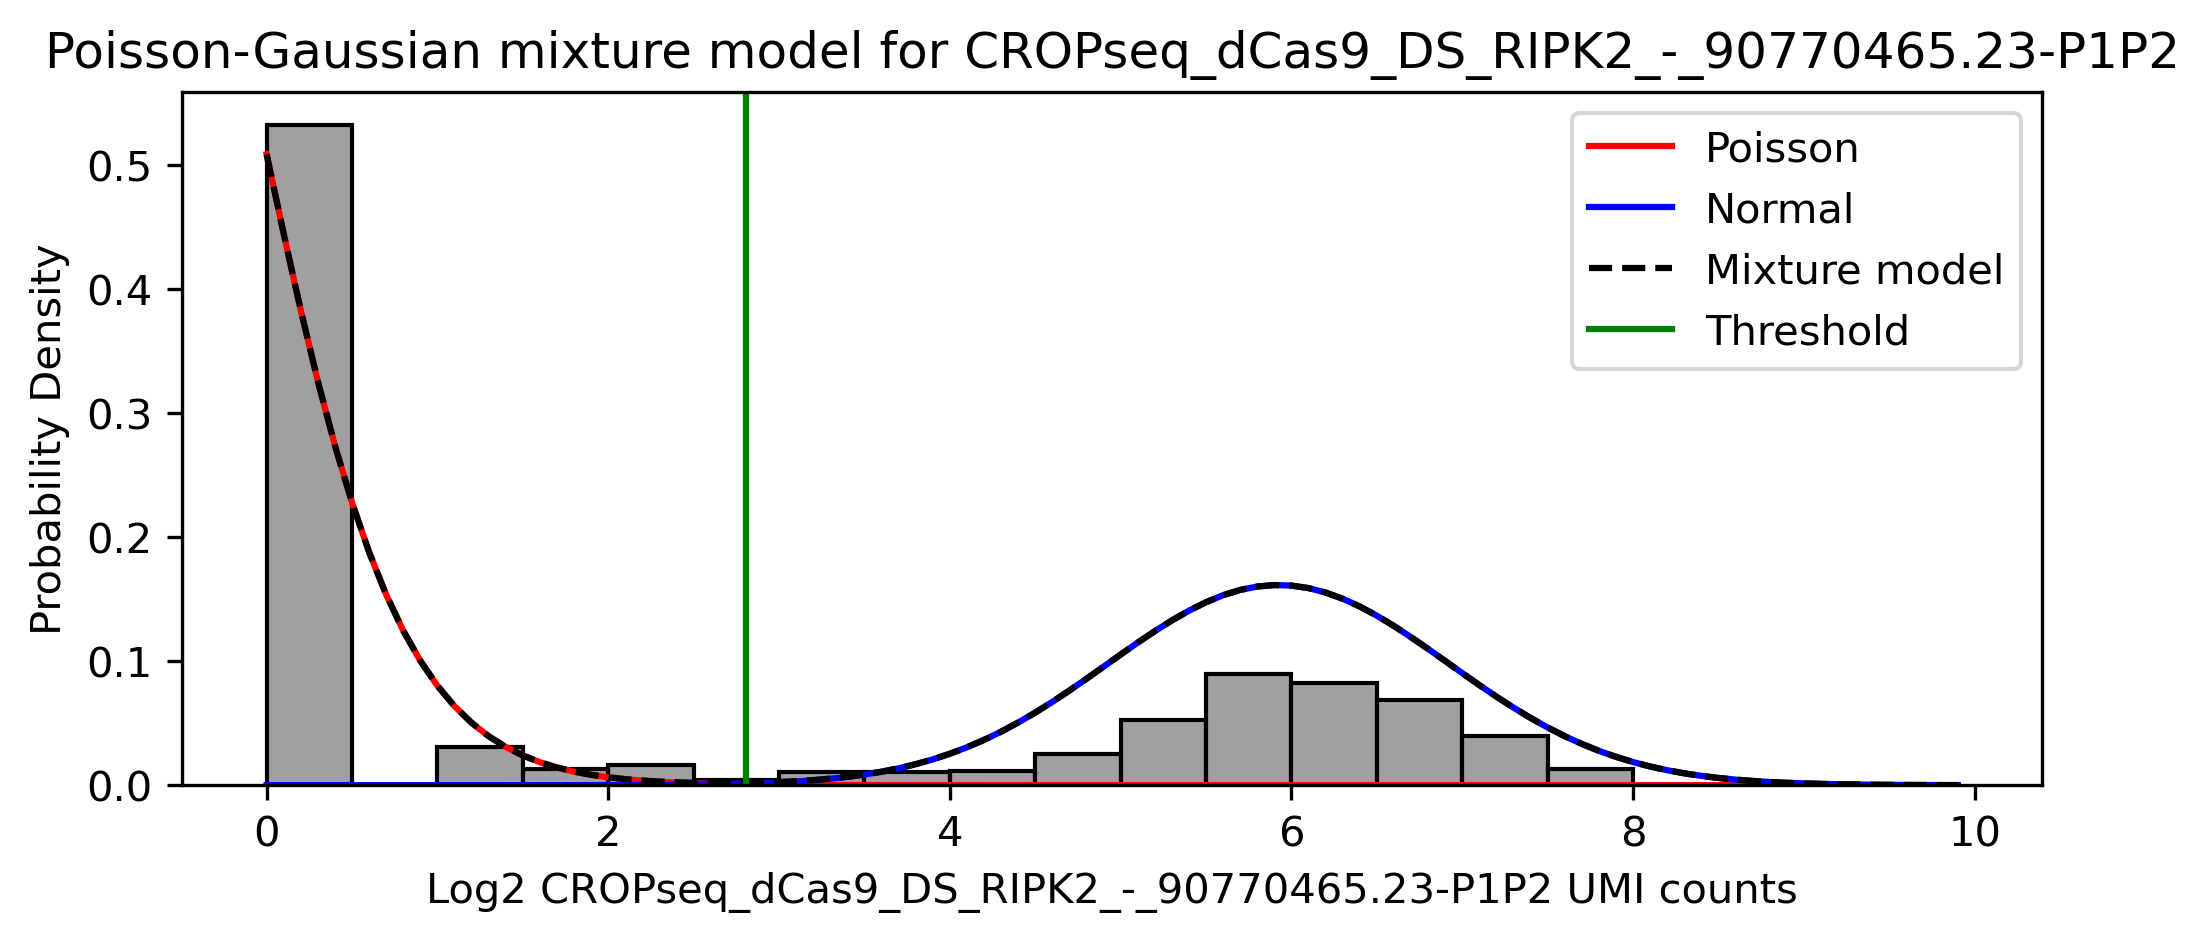 Poisson-Gaussian mixture model for CROPseq_dCas9_DS_RIPK2_-_90770465.23-P1P2
Probability Density
0.5
0.4
0.3
0.2
0.1
0.0
Poisson
Normal
Mixture model
Threshold
0 2 4 6 8 10
Log2 CROPseq_dCas9_DS_RIPK2_-_90770465.23-P1P2 UMI counts